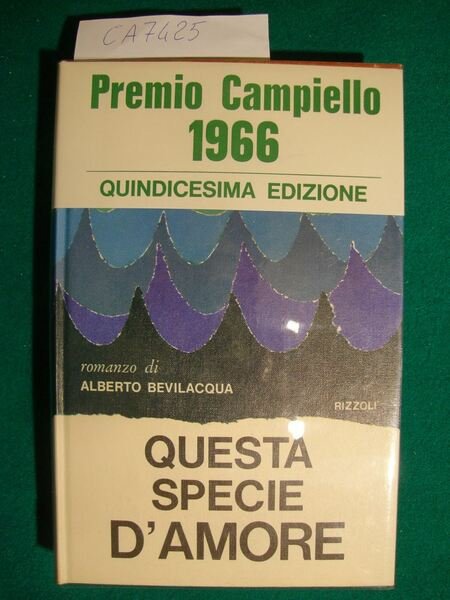 CA7425
Premio Campiello
1966
QUINDICESIMA EDIZIONE
romanzo di
ALBERTO BEVILACQUA
RIZZOLI
QUESTA
SPECIE
D'AMORE